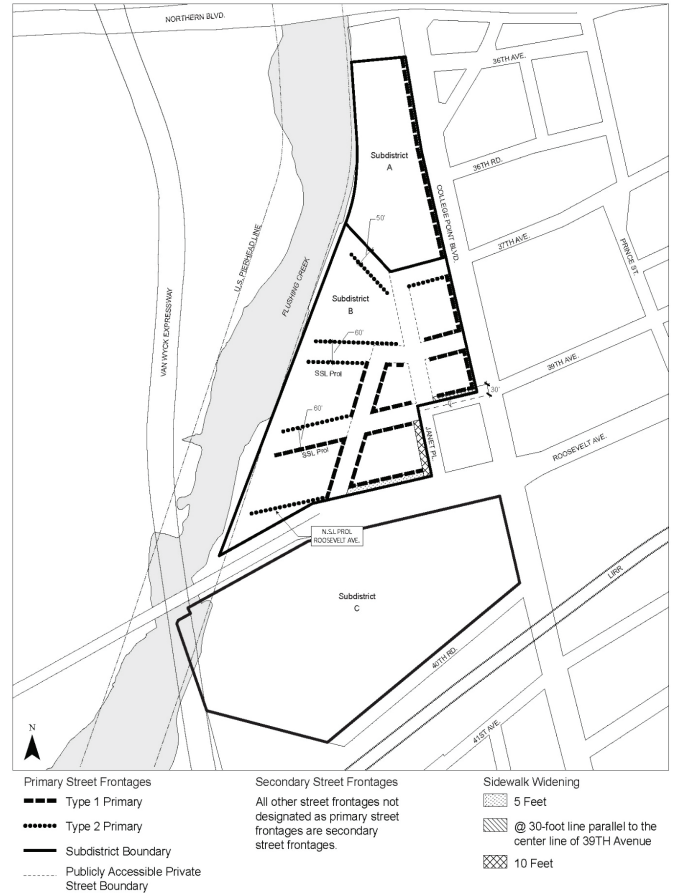 NORTHERN BLVD.
36TH AVE.
Subdistrict
A
36TH RD.
COLLEGE POINT BLVD.
50'
37TH AVE.
PRINCE ST.
U.S. PIERHEAD LINE
FLUSHING CREEK
VAN WYCK EXPRESSWAY
Subdistrict
B
60'
SSL Prol
39TH AVE.
30'
60'
SSL Prol
JANET PL.
ROOSEVELT AVE.
N.S.L PROL
ROOSEVELT AVE.
Subdistrict
C
LIRR
40TH RD.
41ST AVE.
N
Primary Street Frontages
Type 1 Primary
Type 2 Primary
Subdistrict Boundary
Publicly Accessible Private
Street Boundary
Secondary Street Frontages
All other street frontages not
designated as primary street
frontages are secondary
street frontages.
Sidewalk Widening
5 Feet
@ 30-foot line parallel to the
center line of 39TH Avenue
10 Feet